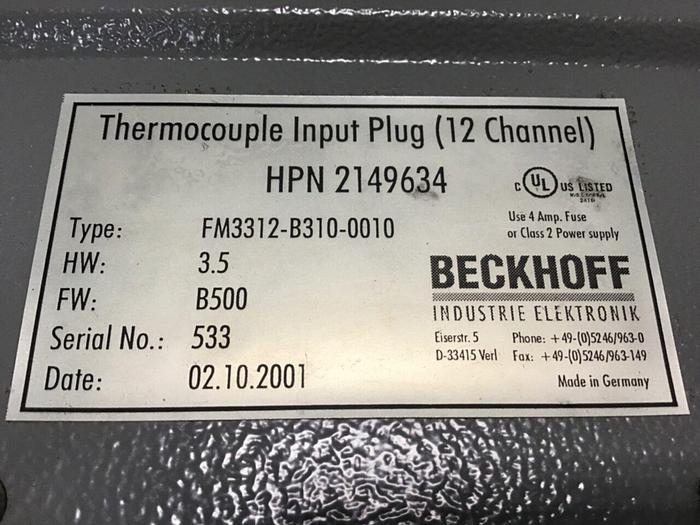 Thermocouple Input Plug (12 Channel)
HPN 2149634
C UL US LISTED
Type: FM3312-B310-0010
HW: 3.5
FW: B500
Serial No.: 533
Date: 02.10.2001
Use 4 Amp. Fuse
or Class 2 Power supply
BECKHOFF
INDUSTRIE ELEKTRONIK
Eiserstr. 5 Phone: +49-(0)5246/963-0
D-33415 Verl Fax: +49-(0)5246/963-149
Made in Germany